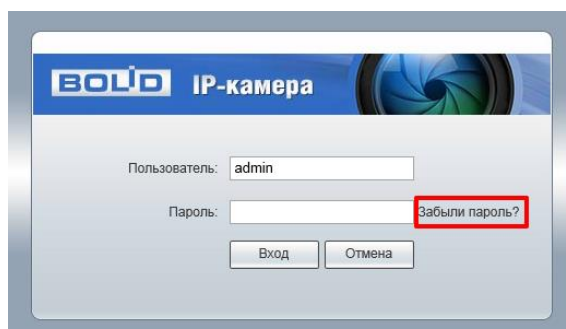 BOLID IP-камера
Пользователь: admin
Пароль: Забыли пароль?
Вход Отмена